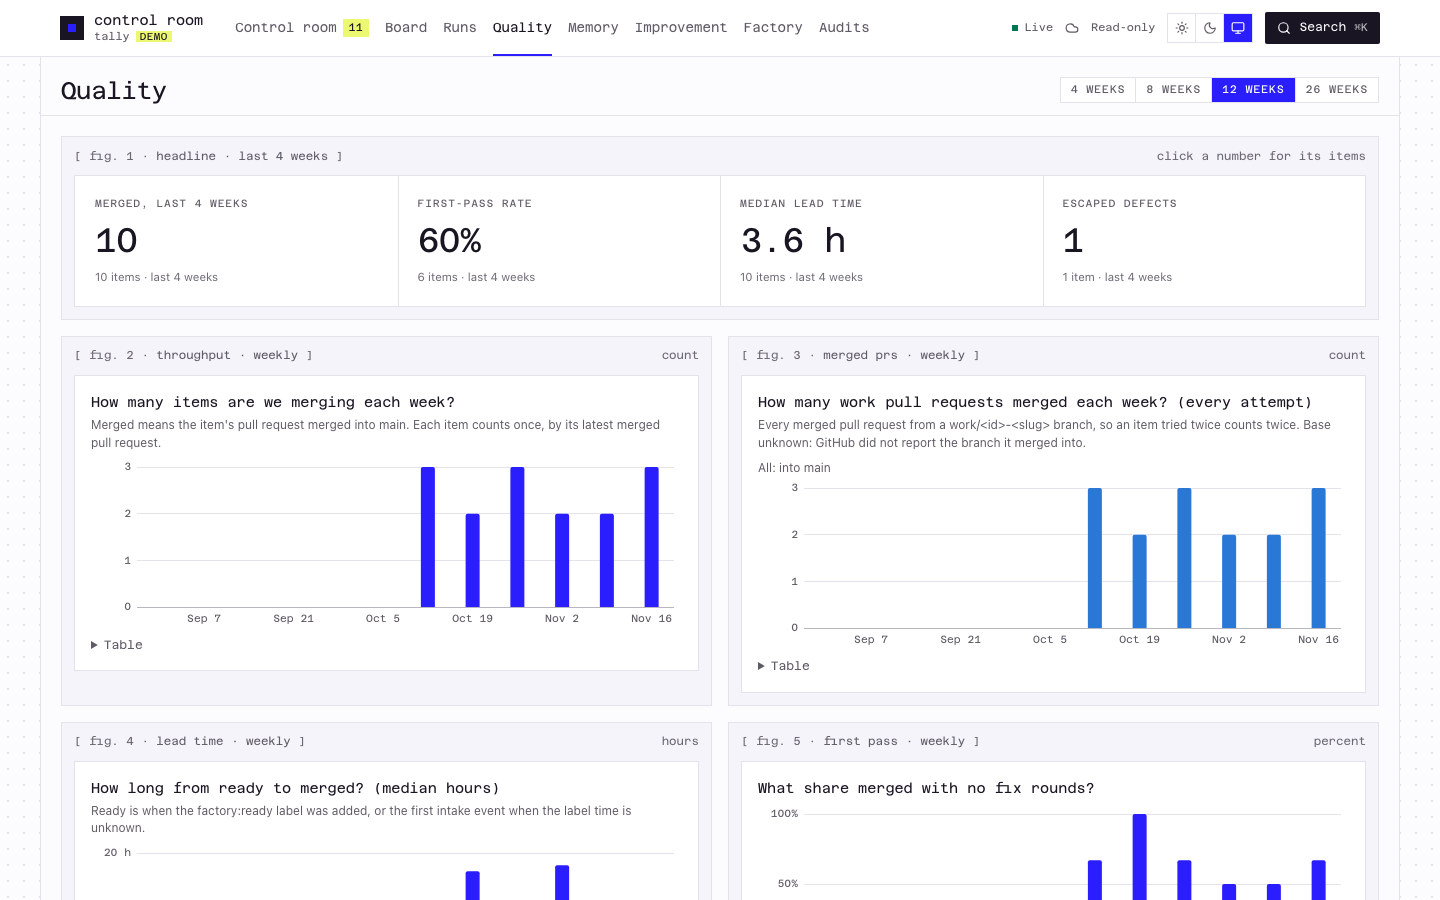 control room
tally DEMO
Control room 11 Board Runs Quality Memory Improvement Factory Audits
Live Read-only
Search ⌘K
Quality
4 WEEKS 8 WEEKS 12 WEEKS 26 WEEKS
[ fig. 1 · headline · last 4 weeks ]
click a number for its items
MERGED, LAST 4 WEEKS
10
10 items · last 4 weeks
FIRST-PASS RATE
60%
6 items · last 4 weeks
MEDIAN LEAD TIME
3.6 h
10 items · last 4 weeks
ESCAPED DEFECTS
1
1 item · last 4 weeks
[ fig. 2 · throughput · weekly ]
count
How many items are we merging each week?
Merged means the item's pull request merged into main. Each item counts once, by its latest merged
pull request.
3
2
1
0
Sep 7 Sep 21 Oct 5 Oct 19 Nov 2 Nov 16
Table
[ fig. 3 · merged prs · weekly ]
count
How many work pull requests merged each week? (every attempt)
Every merged pull request from a work/<id>-<slug> branch, so an item tried twice counts twice. Base
unknown: GitHub did not report the branch it merged into.
All: into main
3
2
1
0
Sep 7 Sep 21 Oct 5 Oct 19 Nov 2 Nov 16
Table
[ fig. 4 · lead time · weekly ]
hours
How long from ready to merged? (median hours)
Ready is when the factory:ready label was added, or the first intake event when the label time is
unknown.
20 h
[ fig. 5 · first pass · weekly ]
percent
What share merged with no fix rounds?
100%
50%